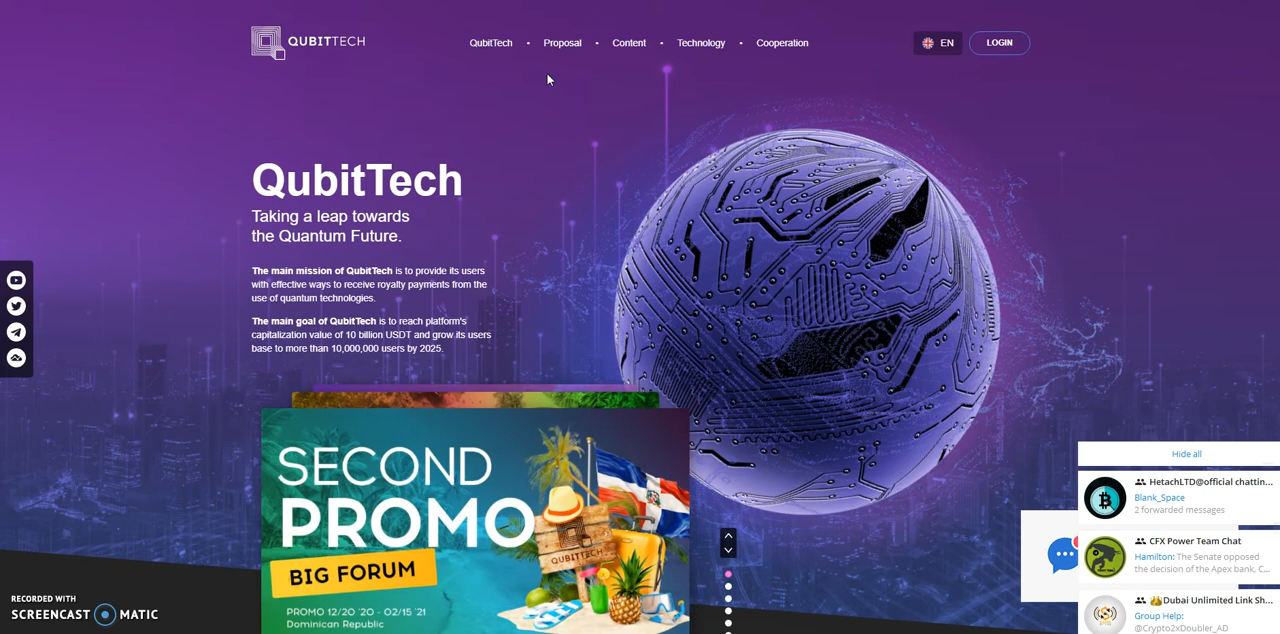 QUBITTECH
QubitTech
Proposal
Content
Technology
Cooperation
EN
LOGIN
QubitTech
Taking a leap towards
the Quantum Future.
The main mission of QubitTech is to provide its users
with effective ways to receive royalty payments from the
use of quantum technologies.
The main goal of QubitTech is to reach platform's
capitalization value of 10 billion USDT and grow its users
base to more than 10,000,000 users by 2025.
SECOND
PROMO
BIG FORUM
PROMO 12/20 '20 - 02/15 '21
Dominican Republic
QUBITTECH
Hide all
HetachLTD@official chattin...
Blank_Space
2 forwarded messages
CFX Power Team Chat
Hamilton: The Senate opposed
the decision of the Apex bank, C...
Dubai Unlimited Link Sh...
Group Help:
@Crypto2xDoubler_AD
RECORDED WITH
SCREENCAST MATIC